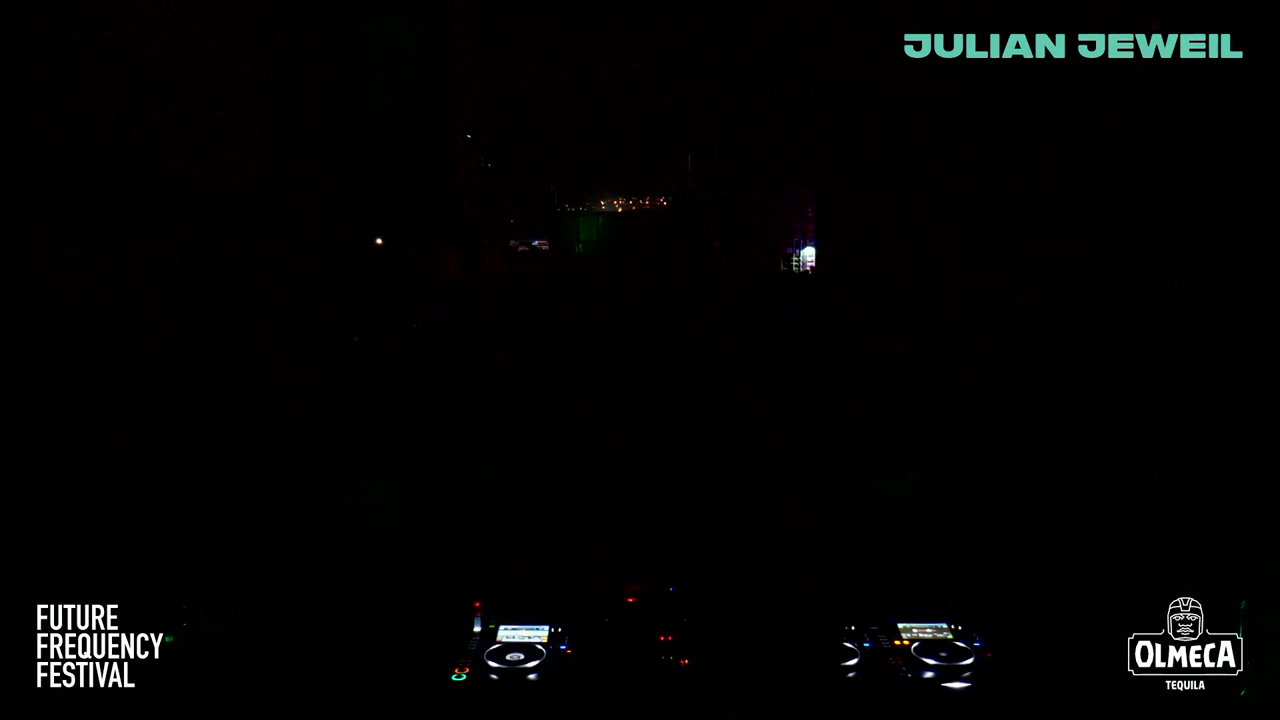 JULIAN JEWEIL
FUTURE
FREQUENCY
FESTIVAL
OLMECA
TEQUILA